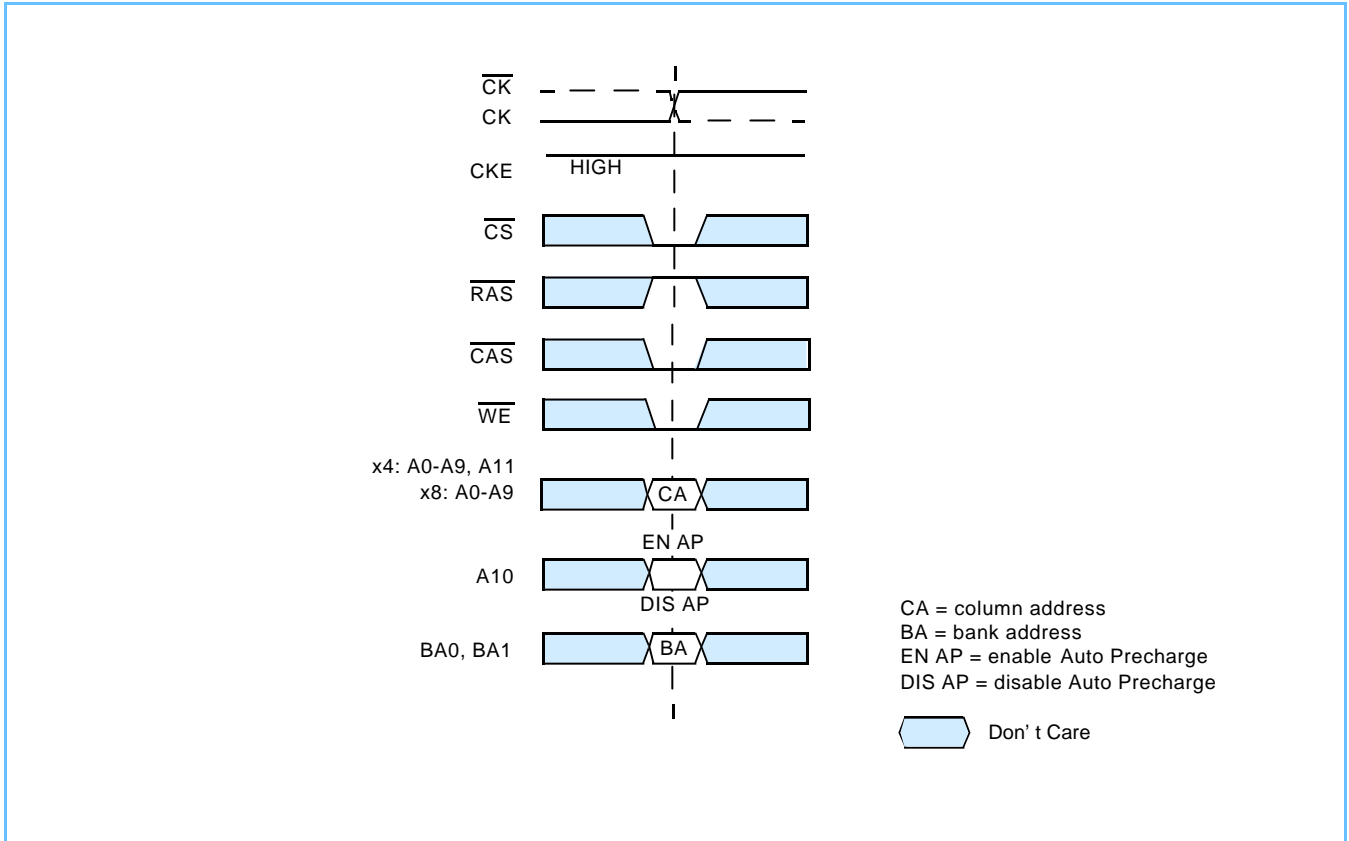 CK
CK
CKE HIGH
CS
RAS
CAS
WE
x4: A0-A9, A11
x8: A0-A9
CA
EN AP
A10
DIS AP
BA0, BA1 BA
CA = column address
BA = bank address
EN AP = enable Auto Precharge
DIS AP = disable Auto Precharge
Don' t Care